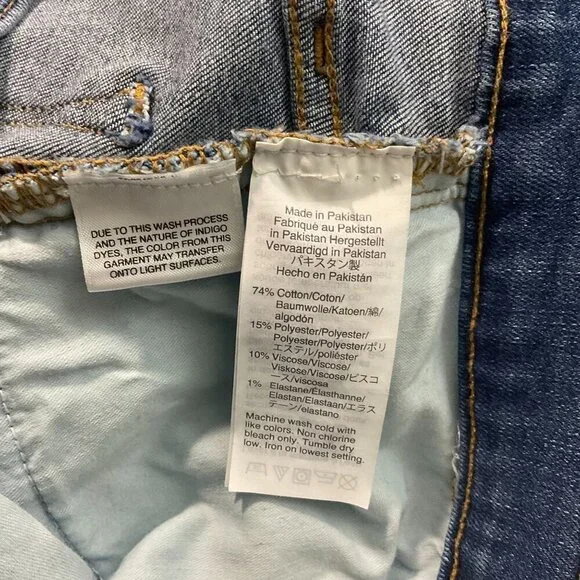 DUE TO THIS WASH PROCESS
AND THE NATURE OF INDIGO
DYES, THE COLOR FROM THIS
GARMENT MAY TRANSFER
ONTO LIGHT SURFACES.
Made in Pakistan
Fabriqué au Pakistan
in Pakistan Hergestellt
Vervaardigd in Pakistan
パキスタン製
Hecho en Pakistán
74% Cotton/Coton/
Baumwolle/Katoen/綿/
algodón
15% Polyester/Polyester/
Polyester/Polyester/ポリ
エステル/poliéster
10% Viscose/Viscose/
Viskose/Viscose/ビスコ
ース/viscosa
1% Elastane/Élasthanne/
Elastan/Elastaan/エラス
テーン/elastano
Machine wash cold with
like colors. Non chlorine
bleach only. Tumble dry
low. Iron on lowest setting.